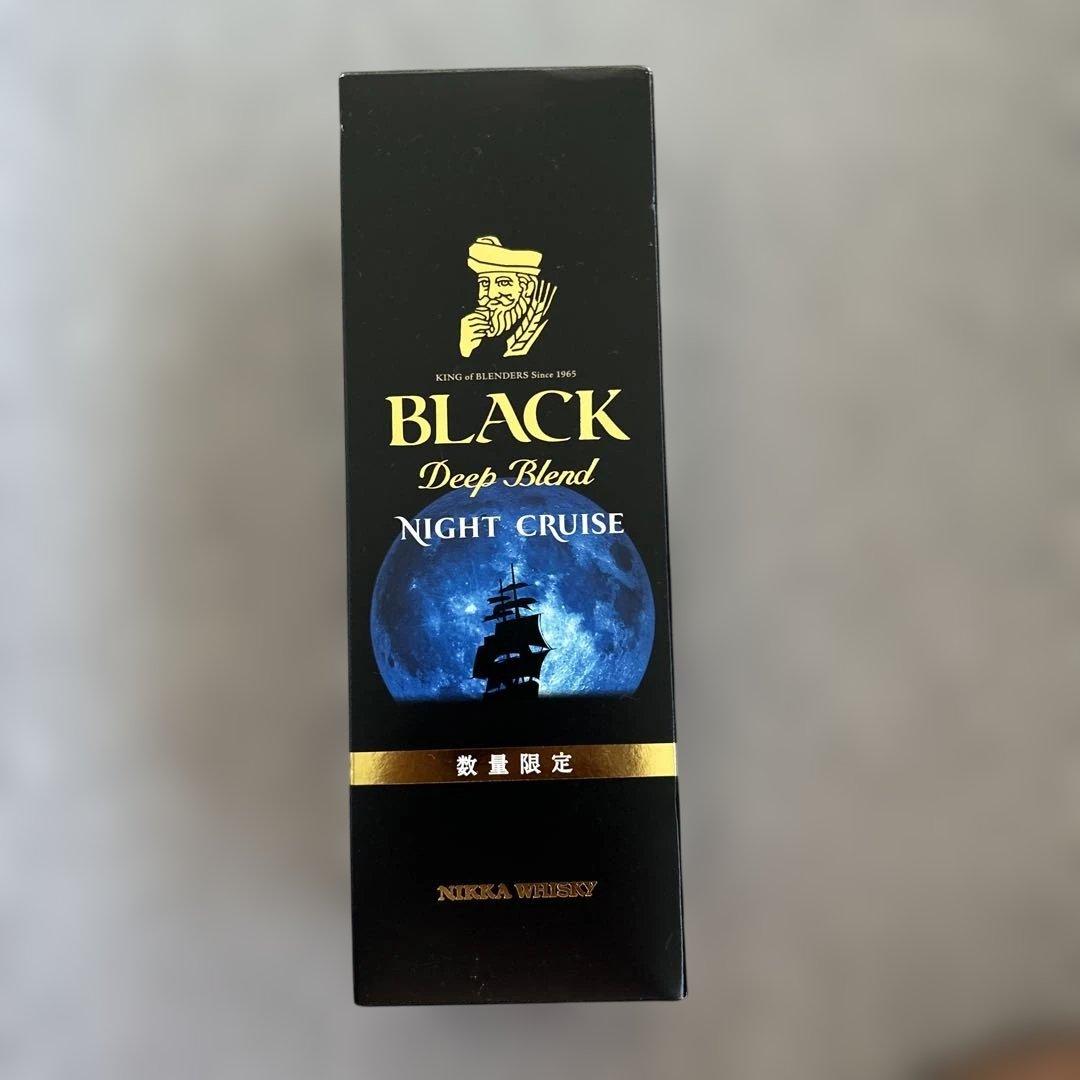 KING of BLENDERS Since 1965
BLACK
Deep Blend
NIGHT CRUISE
数量限定
NIKKA WHISKY